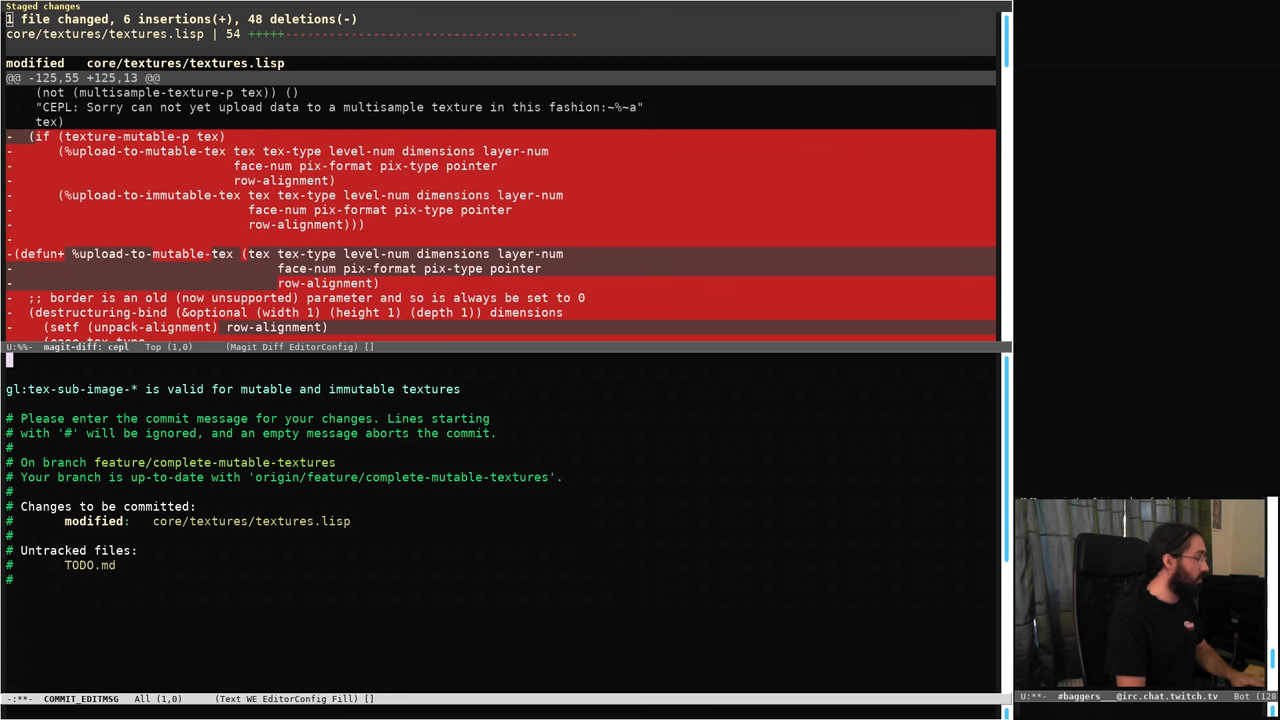 Staged changes
1 file changed, 6 insertions(+), 48 deletions(-)
core/textures/textures.lisp | 54 +++++----------------------------------------
modified   core/textures/textures.lisp
@@ -125,55 +125,13 @@
    (not (multisample-texture-p tex)) ()
    "CEPL: Sorry can not yet upload data to a multisample texture in this fashion:~%~a"
    tex)
-  (if (texture-mutable-p tex)
-      (%upload-to-mutable-tex tex tex-type level-num dimensions layer-num
-                              face-num pix-format pix-type pointer
-                              row-alignment)
-      (%upload-to-immutable-tex tex tex-type level-num dimensions layer-num
-                                face-num pix-format pix-type pointer
-                                row-alignment)))
-
-(defun+ %upload-to-mutable-tex (tex tex-type level-num dimensions layer-num
-                                    face-num pix-format pix-type pointer
-                                    row-alignment)
-  ;; border is an old (now unsupported) parameter and so is always be set to 0
-  (destructuring-bind (&optional (width 1) (height 1) (depth 1)) dimensions
-    (setf (unpack-alignment) row-alignment)
-    (case tex-type
U:%%-  magit-diff: cepl   Top (1,0)     (Magit Diff EditorConfig) []
gl:tex-sub-image-* is valid for mutable and immutable textures
# Please enter the commit message for your changes. Lines starting
# with '#' will be ignored, and an empty message aborts the commit.
#
# On branch feature/complete-mutable-textures
# Your branch is up-to-date with 'origin/feature/complete-mutable-textures'.
#
# Changes to be committed:
#       modified:   core/textures/textures.lisp
#
# Untracked files:
#       TODO.md
#
-:**-  COMMIT_EDITMSG   All (1,0)     (Text WE EditorConfig Fill) []
U:**-  #baggers___@irc.chat.twitch.tv   Bot (128